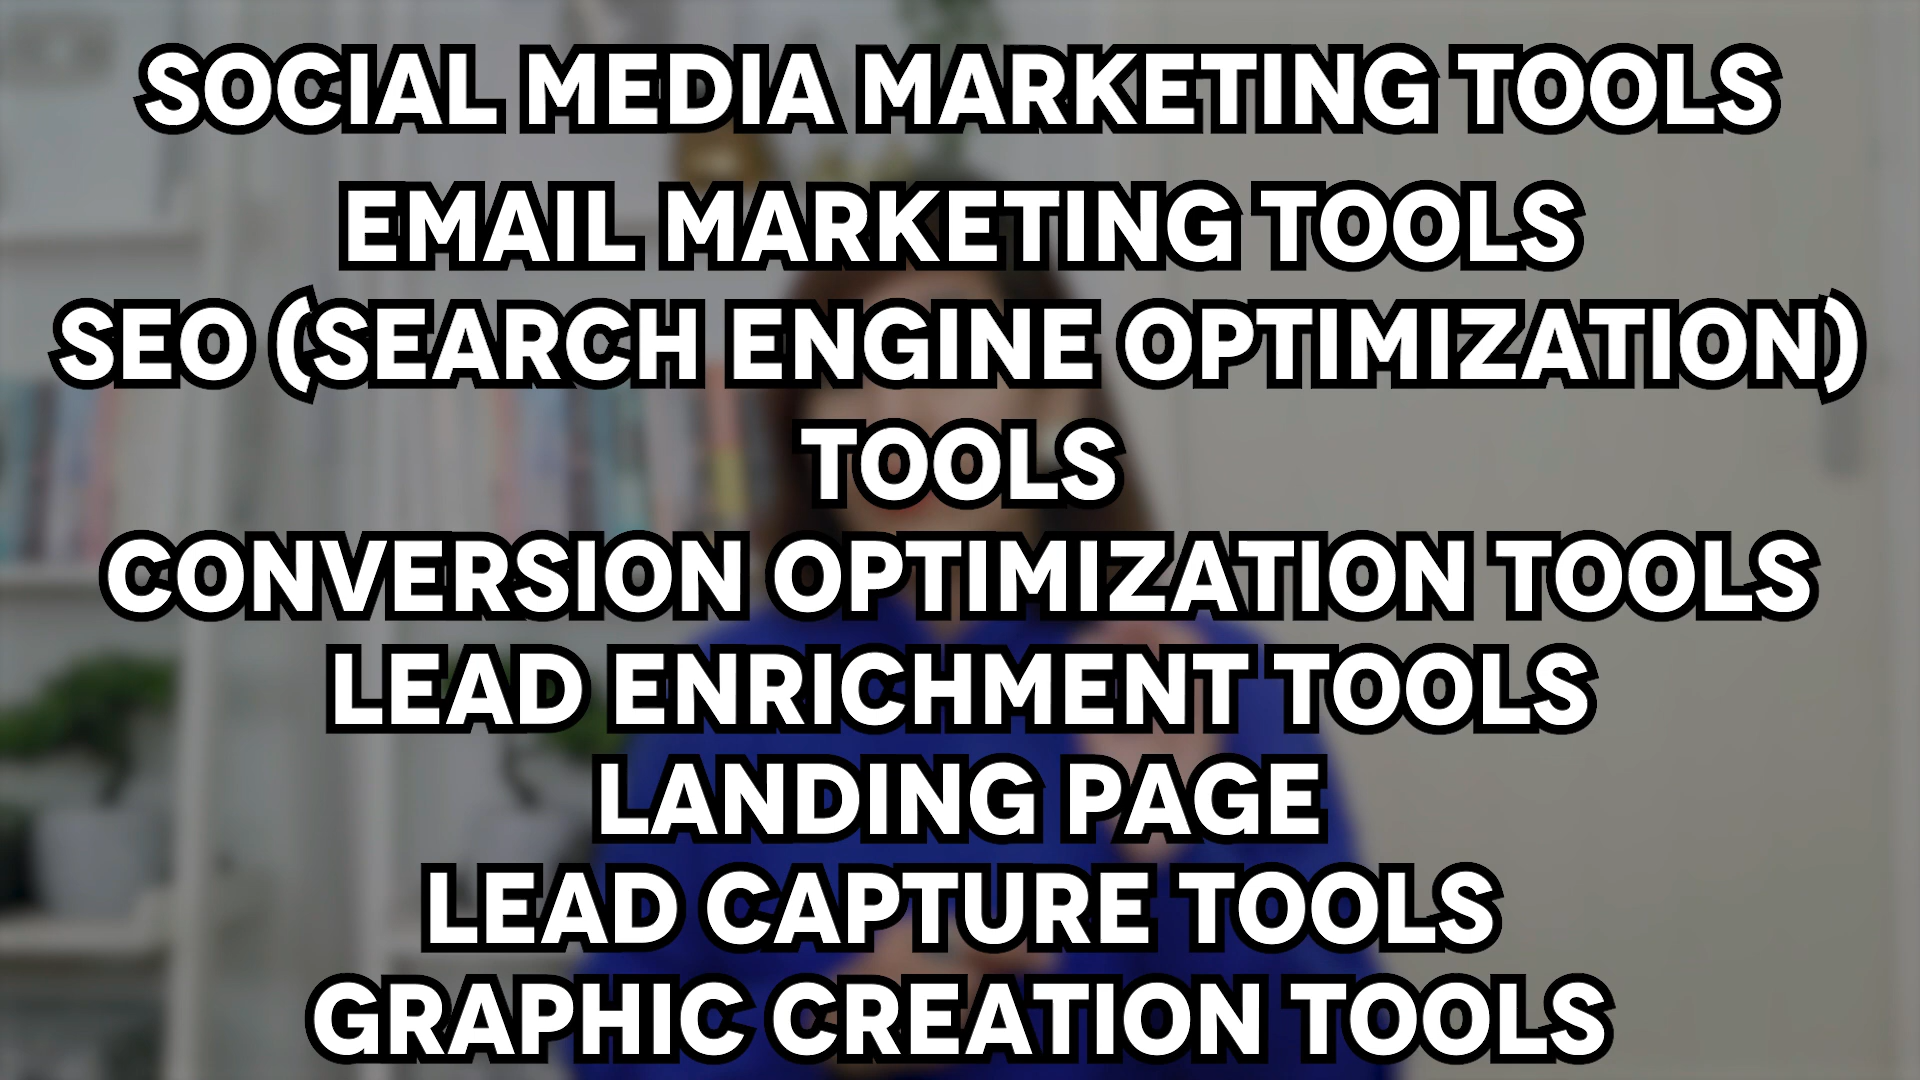 SOCIAL MEDIA MARKETING TOOLS
EMAIL MARKETING TOOLS
SEO (SEARCH ENGINE OPTIMIZATION)
TOOLS
CONVERSION OPTIMIZATION TOOLS
LEAD ENRICHMENT TOOLS
LANDING PAGE
LEAD CAPTURE TOOLS
GRAPHIC CREATION TOOLS